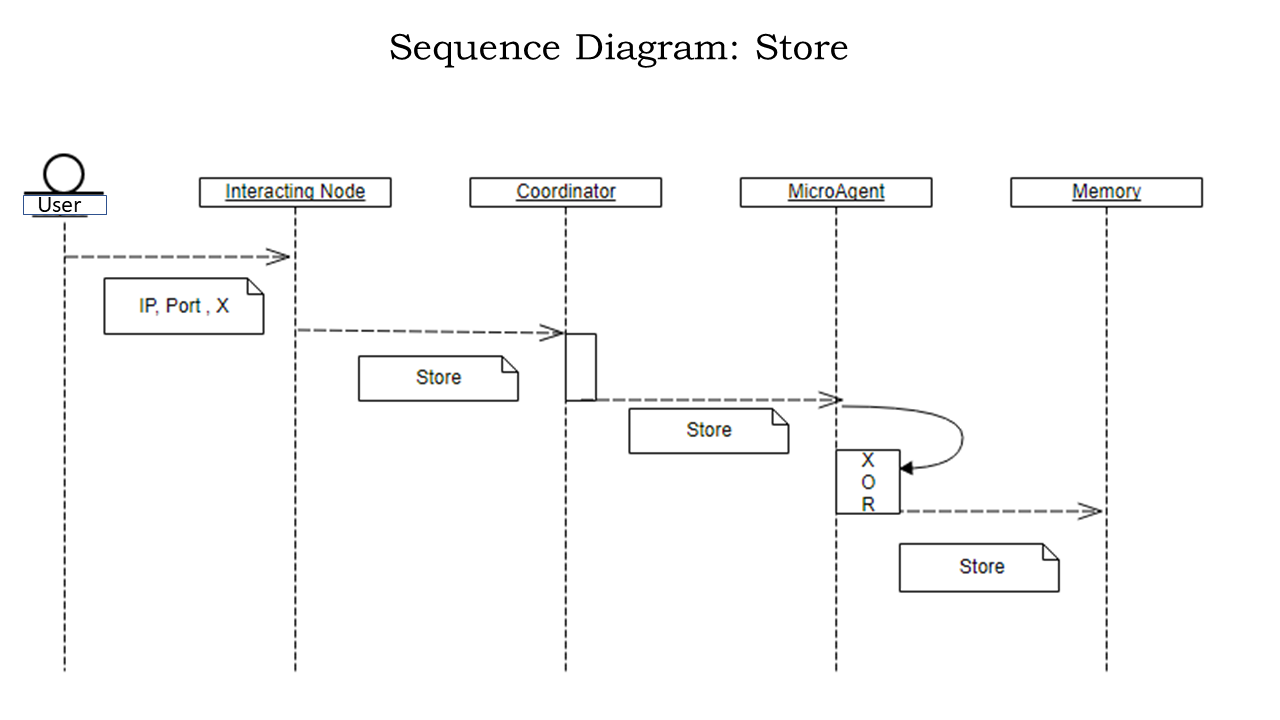 Sequence Diagram: Store
User
Interacting Node
Coordinator
MicroAgent
Memory
IP, Port , X
Store
Store
X
O
R
Store